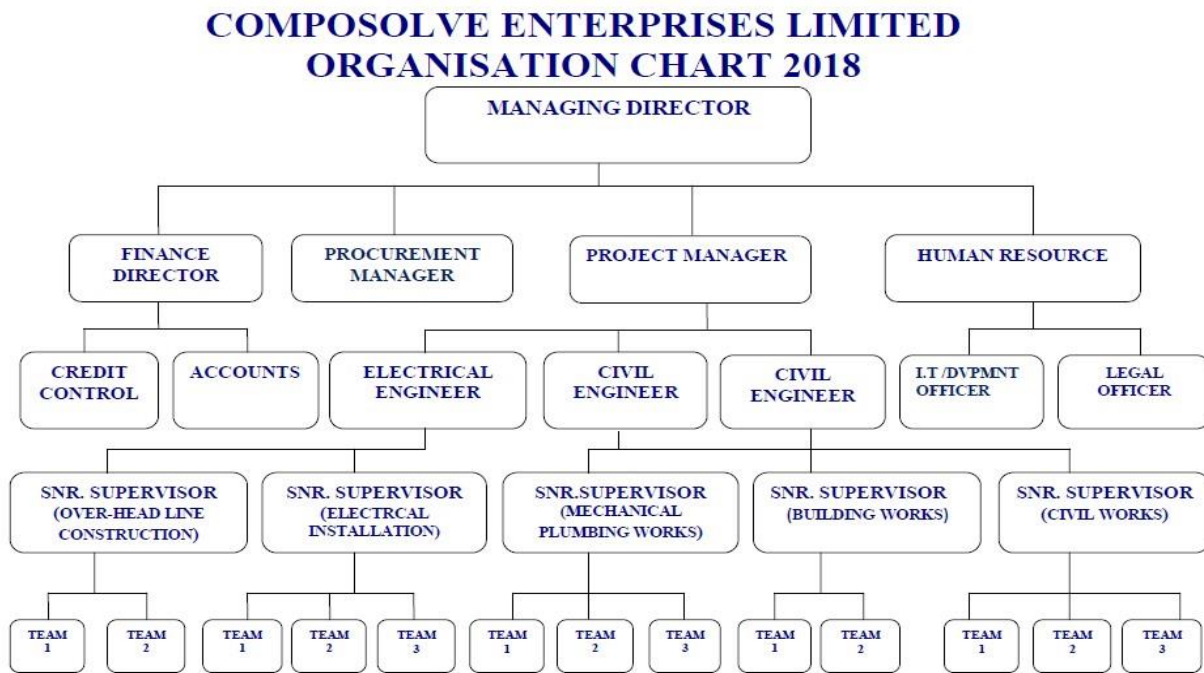 COMPOSOLVE ENTERPRISES LIMITED
ORGANISATION CHART 2018
MANAGING DIRECTOR
FINANCE
DIRECTOR
PROCUREMENT
MANAGER
PROJECT MANAGER
HUMAN RESOURCE
CREDIT
CONTROL
ACCOUNTS
ELECTRICAL
ENGINEER
CIVIL
ENGINEER
CIVIL
ENGINEER
I.T /DVPMNT
OFFICER
LEGAL
OFFICER
SNR. SUPERVISOR
(OVER-HEAD LINE
CONSTRUCTION)
SNR. SUPERVISOR
(ELECTRCAL
INSTALLATION)
SNR.SUPERVISOR
(MECHANICAL
PLUMBING WORKS)
SNR. SUPERVISOR
(BUILDING WORKS)
SNR. SUPERVISOR
(CIVIL WORKS)
TEAM
1
TEAM
2
TEAM
1
TEAM
2
TEAM
3
TEAM
1
TEAM
2
TEAM
3
TEAM
1
TEAM
2
TEAM
1
TEAM
2
TEAM
3